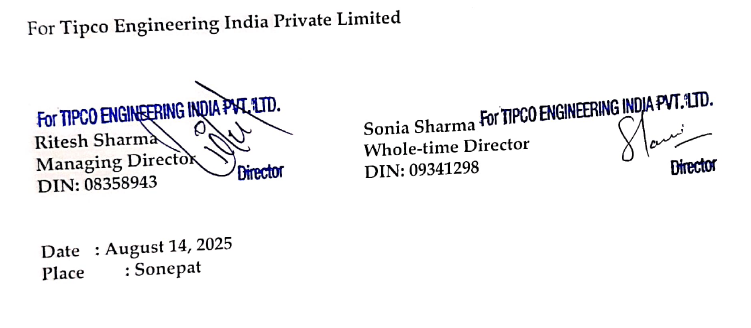 For Tipco Engineering India Private Limited
For TIPCO ENGINEERING INDIA PVT. LTD.
Ritesh Sharma
Managing Director
DIN: 08358943
Director
For TIPCO ENGINEERING INDIA PVT. LTD.
Sonia Sharma
Whole-time Director
DIN: 09341298
Director
Date : August 14, 2025
Place : Sonepat